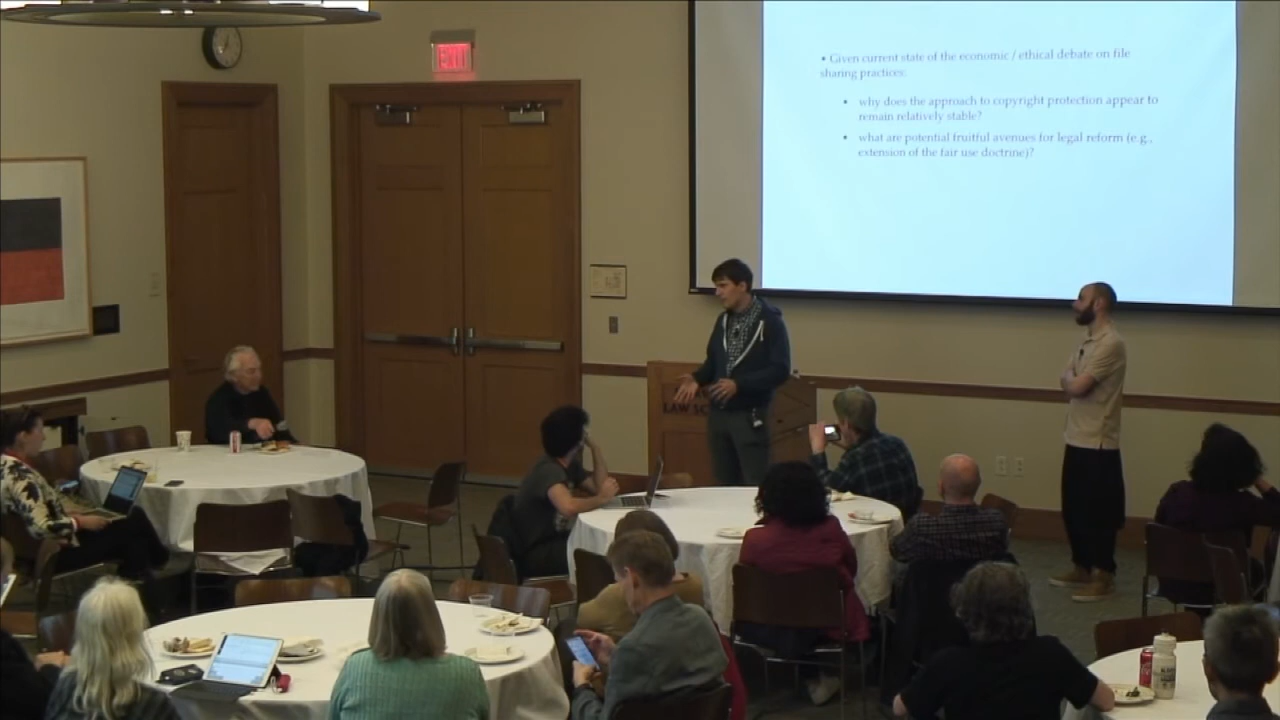 EXIT
• Given current state of the economic / ethical debate on file
sharing practices:
• why does the approach to copyright protection appear to
remain relatively stable?
• what are potential fruitful avenues for legal reform (e.g.,
extension of the fair use doctrine)?
LAW